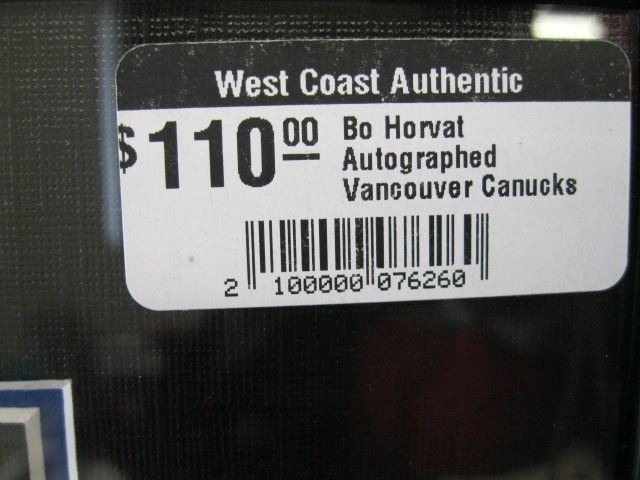 West Coast Authentic
$110.00 Bo Horvat
Autographed
Vancouver Canucks
2 100000 076260